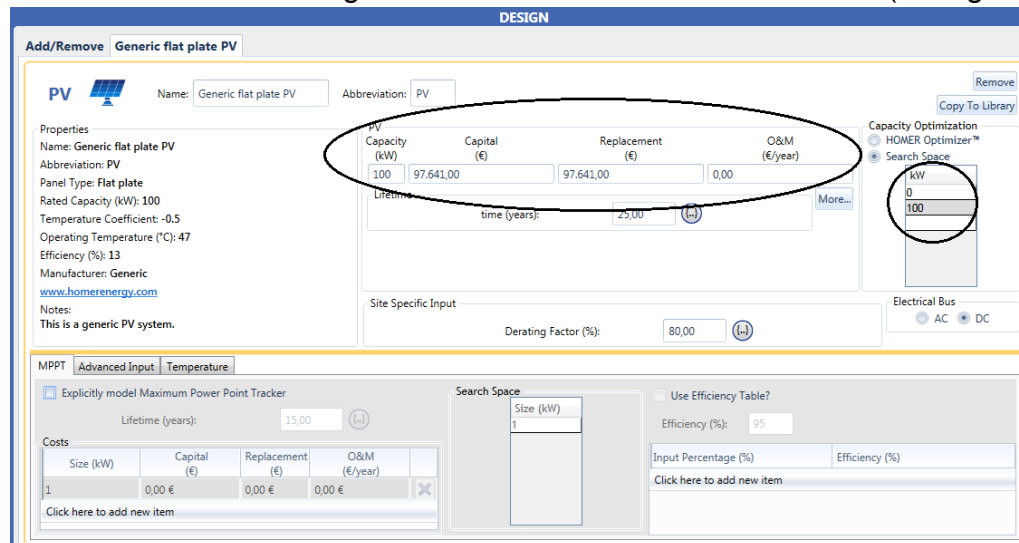 DESIGN
Add/Remove Generic flat plate PV
PV Name: Generic flat plate PV Abbreviation: PV
Remove
Copy To Library
Properties
Name: Generic flat plate PV
Abbreviation: PV
Panel Type: Flat plate
Rated Capacity (kW): 100
Temperature Coefficient: -0.5
Operating Temperature (°C): 47
Efficiency (%): 13
Manufacturer: Generic
www.homerenergy.com
Notes:
This is a generic PV system.
PV
Capacity Capital Replacement O&M
(kW) (€) (€) (€/year)
100 97.641,00 97.641,00 0,00
Lifetime
time (years): 25,00 (..)
More...
Site Specific Input
Derating Factor (%): 80,00 (..)
Capacity Optimization
HOMER Optimizer™
Search Space
kW
0
100
Electrical Bus
AC DC
MPPT Advanced Input Temperature
Explicitly model Maximum Power Point Tracker
Lifetime (years): 15,00 (..)
Costs
Size (kW) Capital Replacement O&M
(€) (€) (€/year)
1 0,00 € 0,00 € 0,00 €
Click here to add new item
Search Space
Size (kW)
1
Use Efficiency Table?
Efficiency (%): 95
Input Percentage (%) Efficiency (%)
Click here to add new item